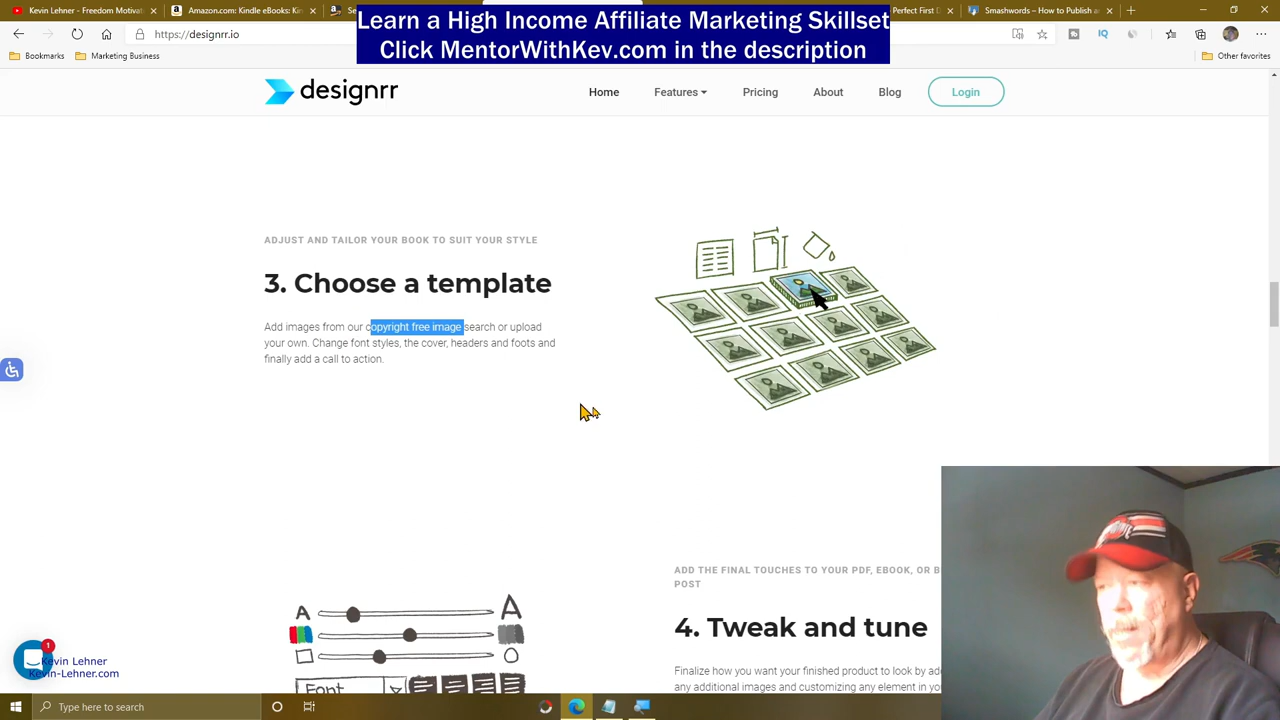 Kevin Lehner - Freedom Motivat
Amazon.com: Kindle eBooks: Kin
Se
Perfect First D
Smashwords – How to Publish a
Learn a High Income Affiliate Marketing Skillset
Click MentorWithKev.com in the description
https://designrr.io
Bookmarks
Marketing Business
Other favorites
designrr
Home
Features
Pricing
About
Blog
Login
ADJUST AND TAILOR YOUR BOOK TO SUIT YOUR STYLE
3. Choose a template
Add images from our copyright free image search or upload
your own. Change font styles, the cover, headers and foots and
finally add a call to action.
ADD THE FINAL TOUCHES TO YOUR PDF, EBOOK, OR B
POST
4. Tweak and tune
Finalize how you want your finished product to look by ad
any additional images and customizing any element in yo
A
A
Font
1
Kevin Lehner
Kevin-Lehner.com
Type here to search